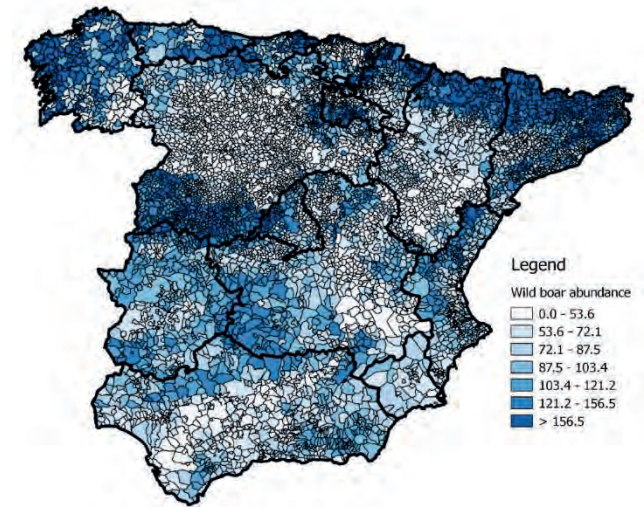 Legend
Wild boar abundance
0.0 - 53.6
53.6 - 72.1
72.1 - 87.5
87.5 - 103.4
103.4 - 121.2
121.2 - 156.5
> 156.5